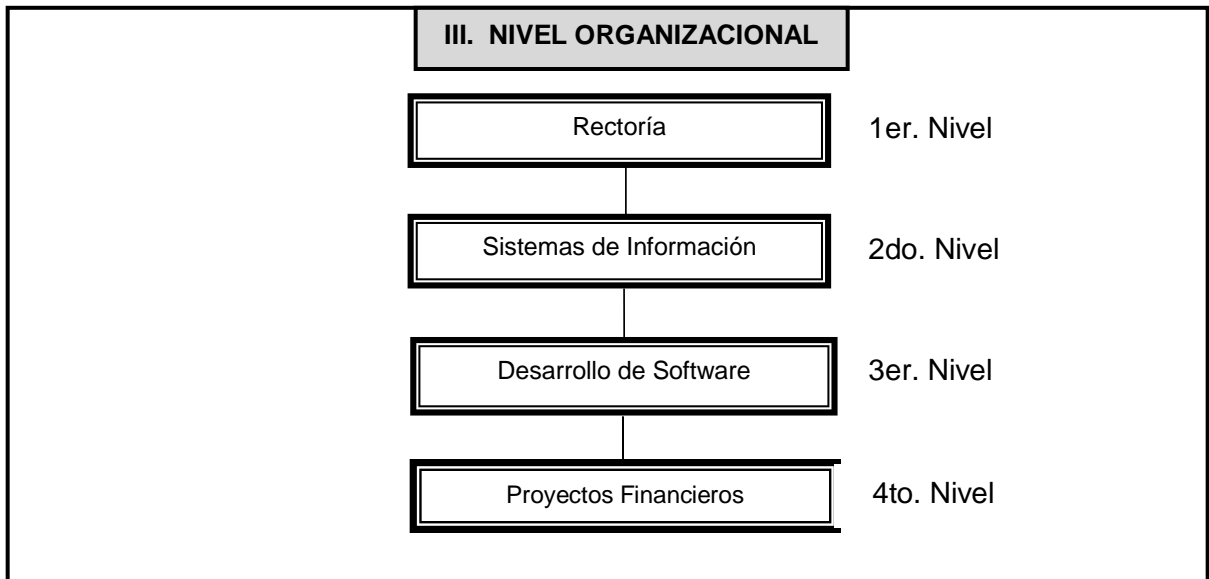 III. NIVEL ORGANIZACIONAL
Rectoría 1er. Nivel
Sistemas de Información 2do. Nivel
Desarrollo de Software 3er. Nivel
Proyectos Financieros 4to. Nivel